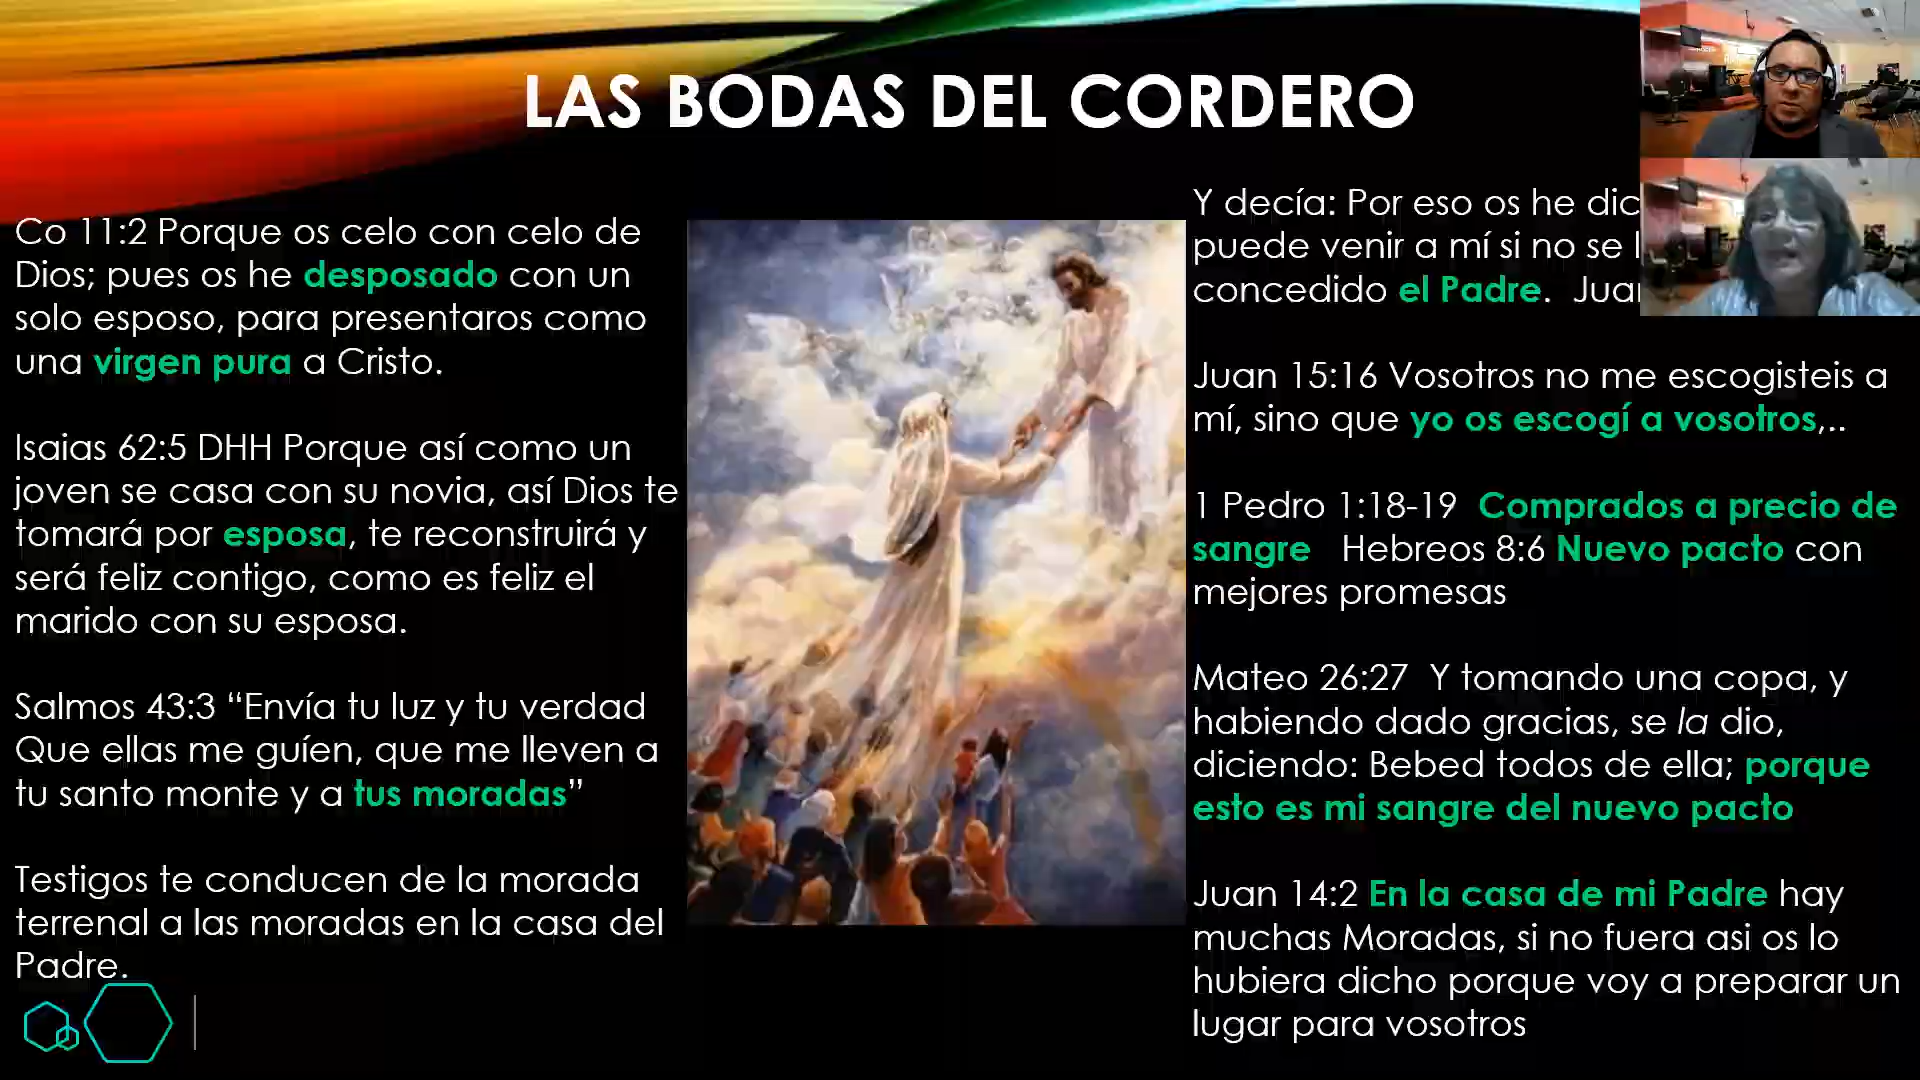 LAS BODAS DEL CORDERO
Co 11:2 Porque os celo con celo de
Dios; pues os he desposado con un
solo esposo, para presentaros como
una virgen pura a Cristo.
Isaias 62:5 DHH Porque así como un
joven se casa con su novia, así Dios te
tomará por esposa, te reconstruirá y
será feliz contigo, como es feliz el
marido con su esposa.
Salmos 43:3 “Envía tu luz y tu verdad
Que ellas me guíen, que me lleven a
tu santo monte y a tus moradas”
Testigos te conducen de la morada
terrenal a las moradas en la casa del
Padre.
Y decía: Por eso os he dic
puede venir a mí si no se l
concedido el Padre. Jua
Juan 15:16 Vosotros no me escogisteis a
mí, sino que yo os escogí a vosotros,..
1 Pedro 1:18-19 Comprados a precio de
sangre Hebreos 8:6 Nuevo pacto con
mejores promesas
Mateo 26:27 Y tomando una copa, y
habiendo dado gracias, se la dio,
diciendo: Bebed todos de ella; porque
esto es mi sangre del nuevo pacto
Juan 14:2 En la casa de mi Padre hay
muchas Moradas, si no fuera asi os lo
hubiera dicho porque voy a preparar un
lugar para vosotros